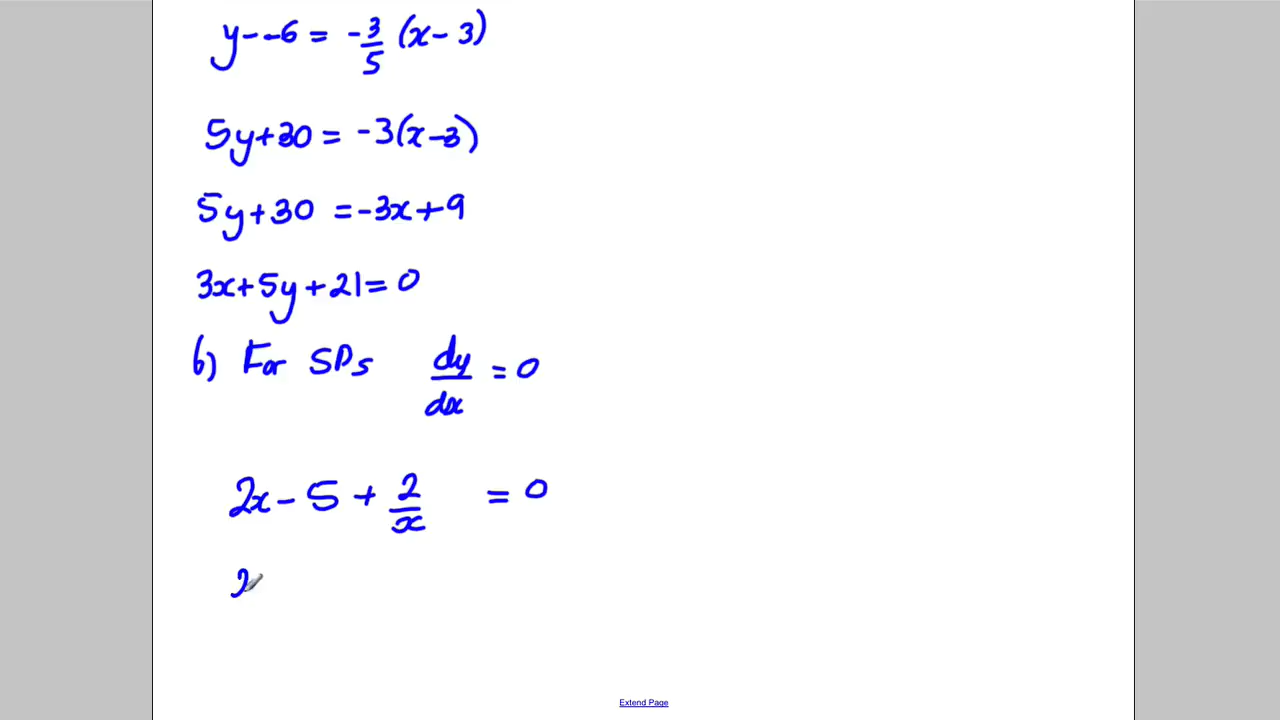 y--6 = -3/5 (x-3)
5y+30 = -3(x-3)
5y+30 = -3x+9
3x+5y+21=0
b) For SPs dy/dx = 0
2x - 5 + 2/x = 0
2
Extend Page